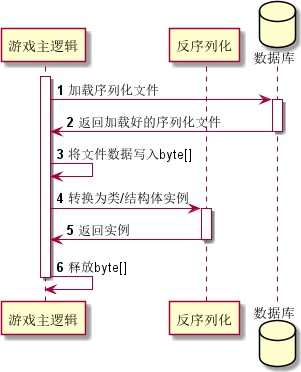 数据库
游戏主逻辑
反序列化
1 加载序列化文件
2 返回加载好的序列化文件
3 将文件数据写入byte[]
4 转换为类/结构体实例
5 返回实例
6 释放byte[]
游戏主逻辑
反序列化
数据库